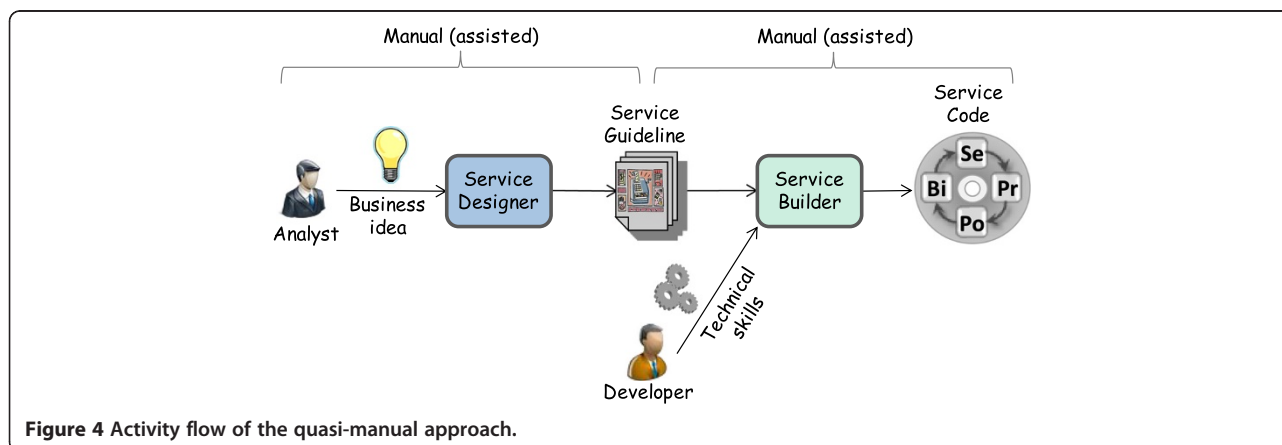 Manual (assisted)
Manual (assisted)
Service
Guideline
Service
Code
Analyst
Business
idea
Service
Designer
Service
Builder
Se
Bi
Pr
Po
Technical
skills
Developer
Figure 4 Activity flow of the quasi-manual approach.